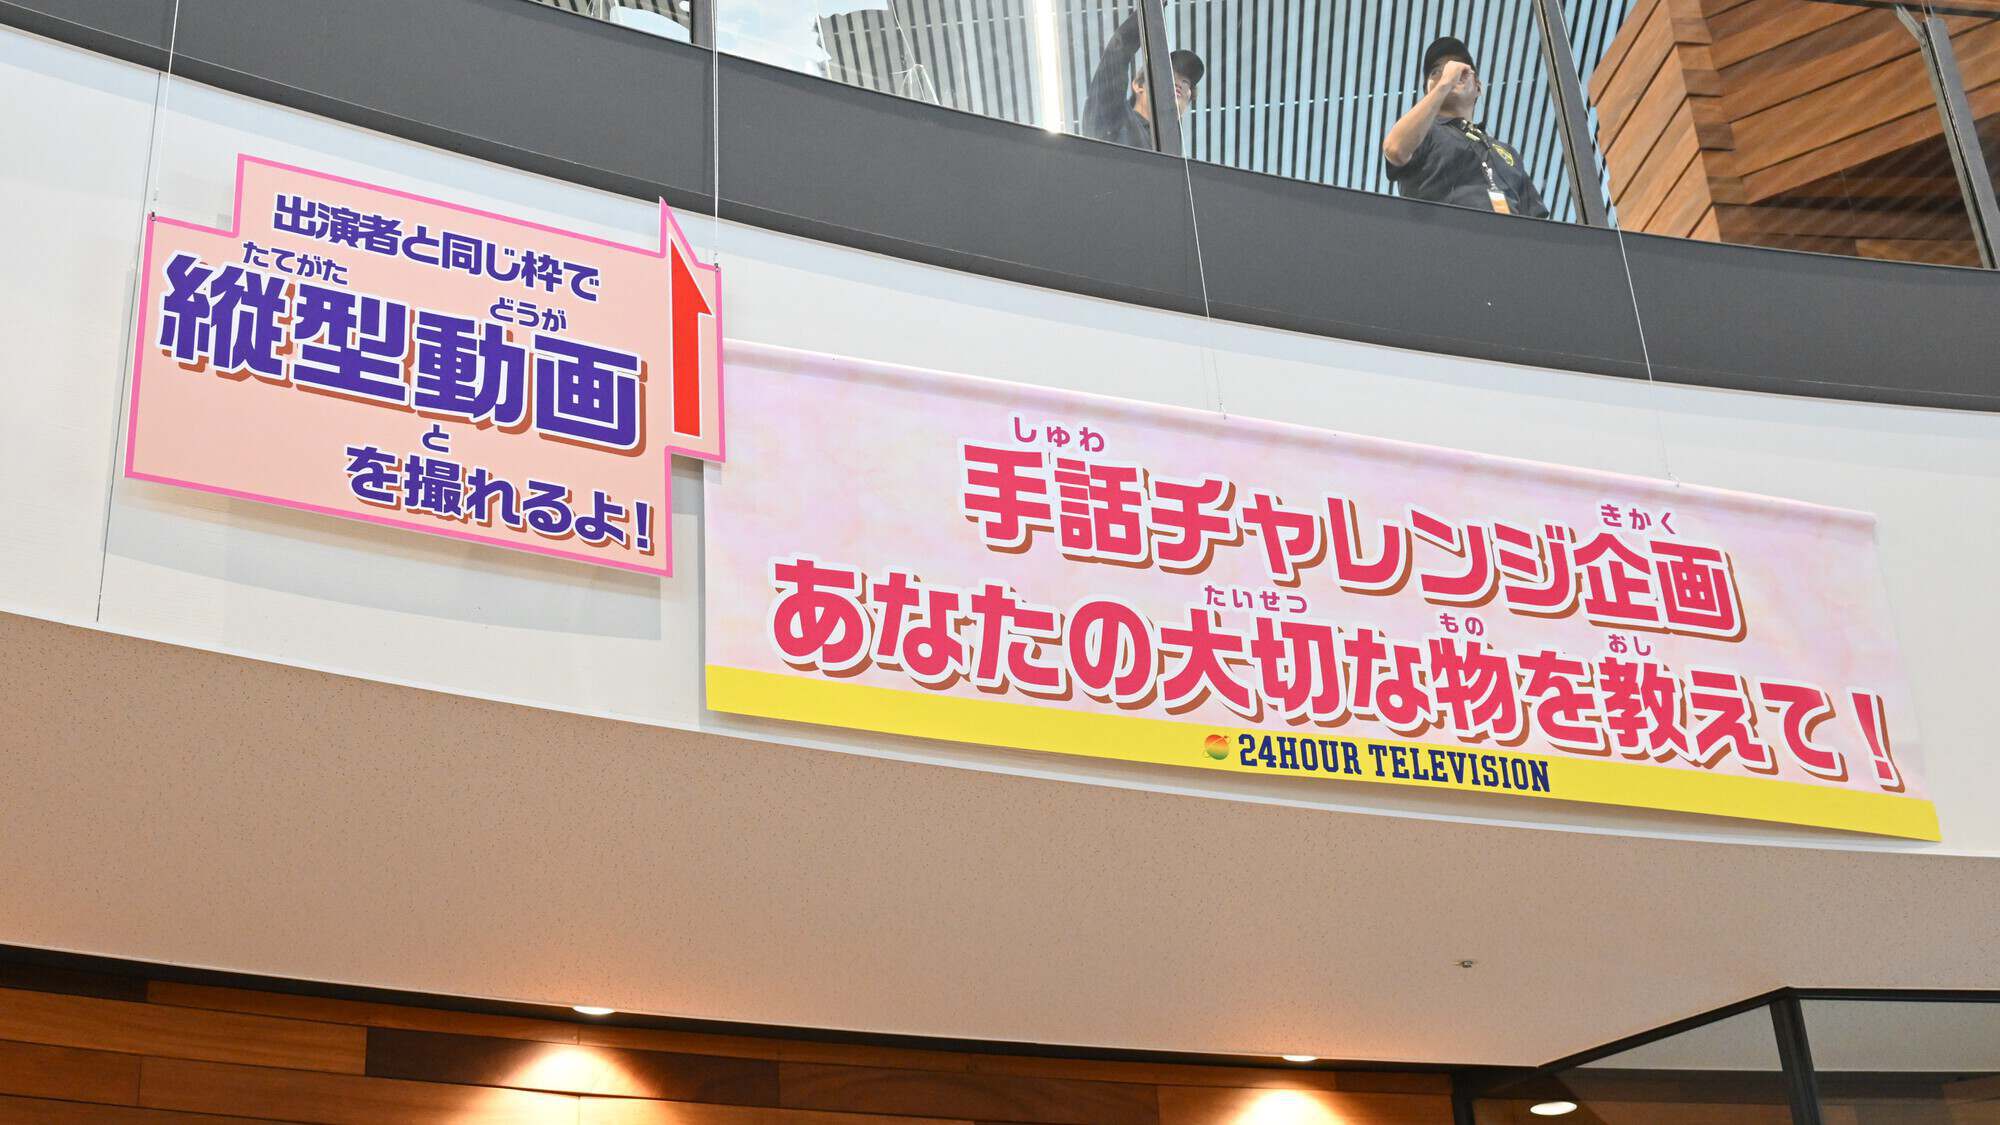 出演者と同じ枠で
たてがた どうが
縦型動画
と
を撮れるよ!
しゅわ きかく
手話チャレンジ企画
たいせつ もの おし
あなたの大切な物を教えて!
24HOUR TELEVISION